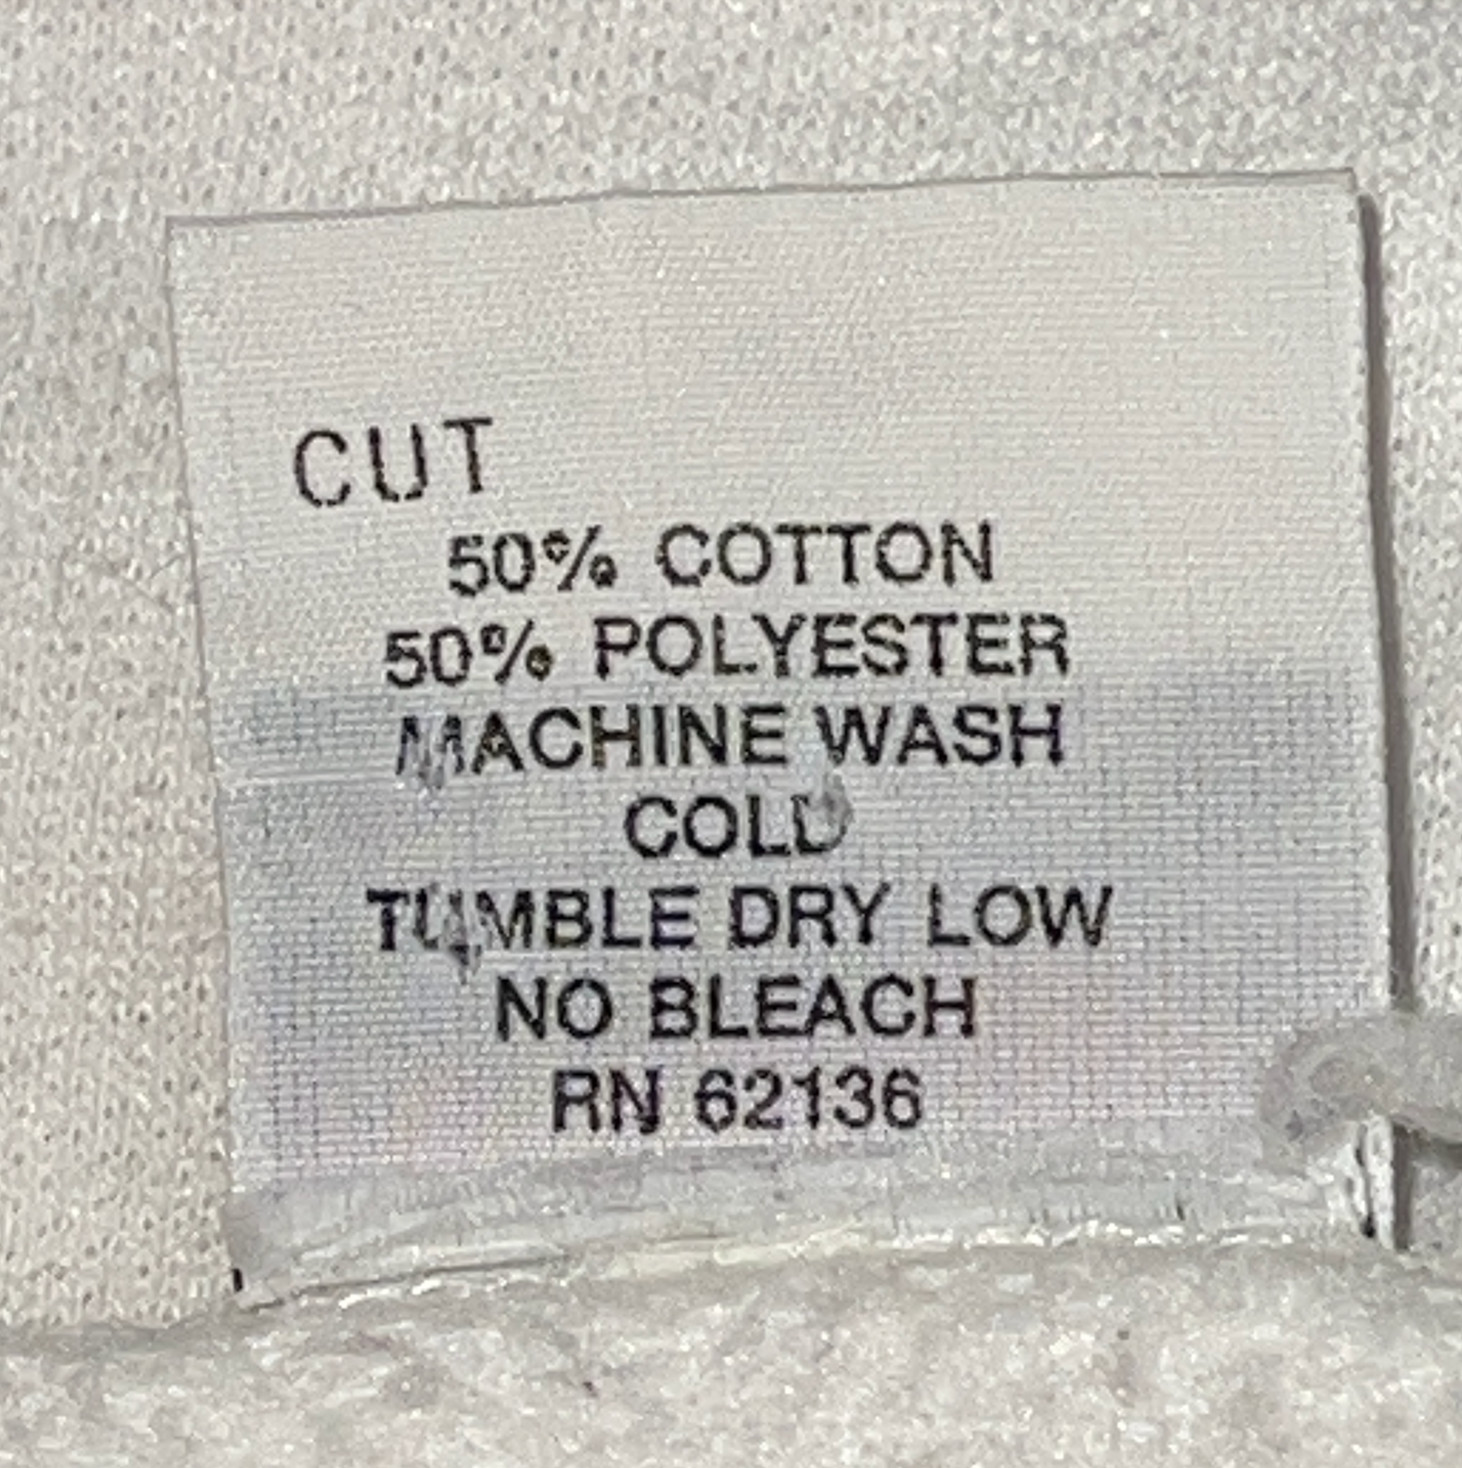 CUT
50% COTTON
50% POLYESTER
MACHINE WASH
COLD
TUMBLE DRY LOW
NO BLEACH
RN 62136